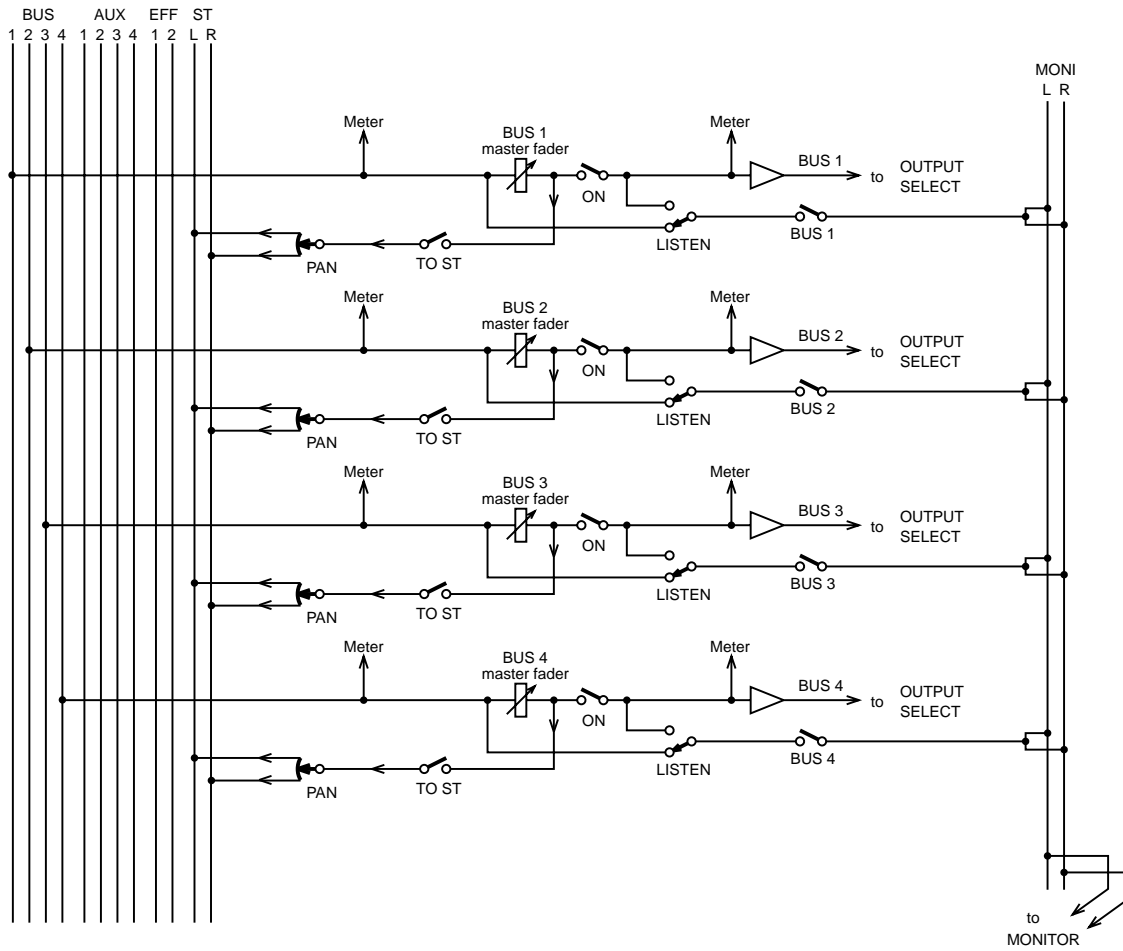 BUS AUX EFF ST
1 2 3 4 1 2 3 4 1 2 L R
MONI
L R
Meter
BUS 1
master fader
Meter
ON
BUS 1
to
OUTPUT
SELECT
LISTEN
BUS 1
PAN
TO ST
Meter
BUS 2
master fader
Meter
ON
BUS 2
to
OUTPUT
SELECT
LISTEN
BUS 2
PAN
TO ST
Meter
BUS 3
master fader
Meter
ON
BUS 3
to
OUTPUT
SELECT
LISTEN
BUS 3
PAN
TO ST
Meter
BUS 4
master fader
Meter
ON
BUS 4
to
OUTPUT
SELECT
LISTEN
BUS 4
PAN
TO ST
to
MONITOR